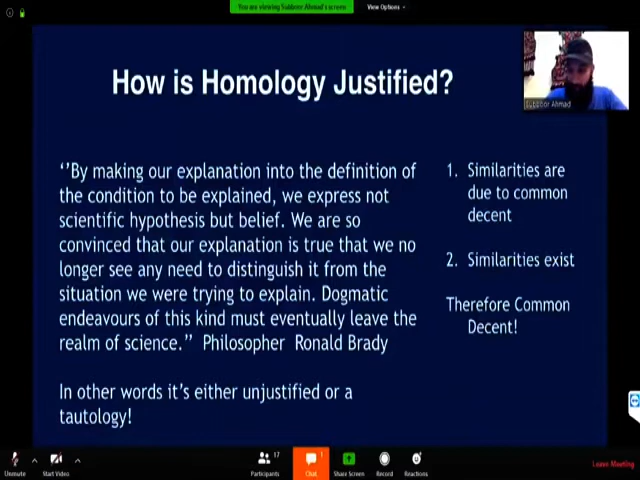 You are viewing Subboor Ahmad's screen
View Options
How is Homology Justified?
Subboor Ahmad
‘’By making our explanation into the definition of
the condition to be explained, we express not
scientific hypothesis but belief. We are so
convinced that our explanation is true that we no
longer see any need to distinguish it from the
situation we were trying to explain. Dogmatic
endeavours of this kind must eventually leave the
realm of science.” Philosopher Ronald Brady
In other words it’s either unjustified or a
tautology!
1. Similarities are
due to common
decent
2. Similarities exist
Therefore Common
Decent!
Unmute
Start Video
17
Participants
1
Chat
Share Screen
Record
Reactions
Leave Meeting